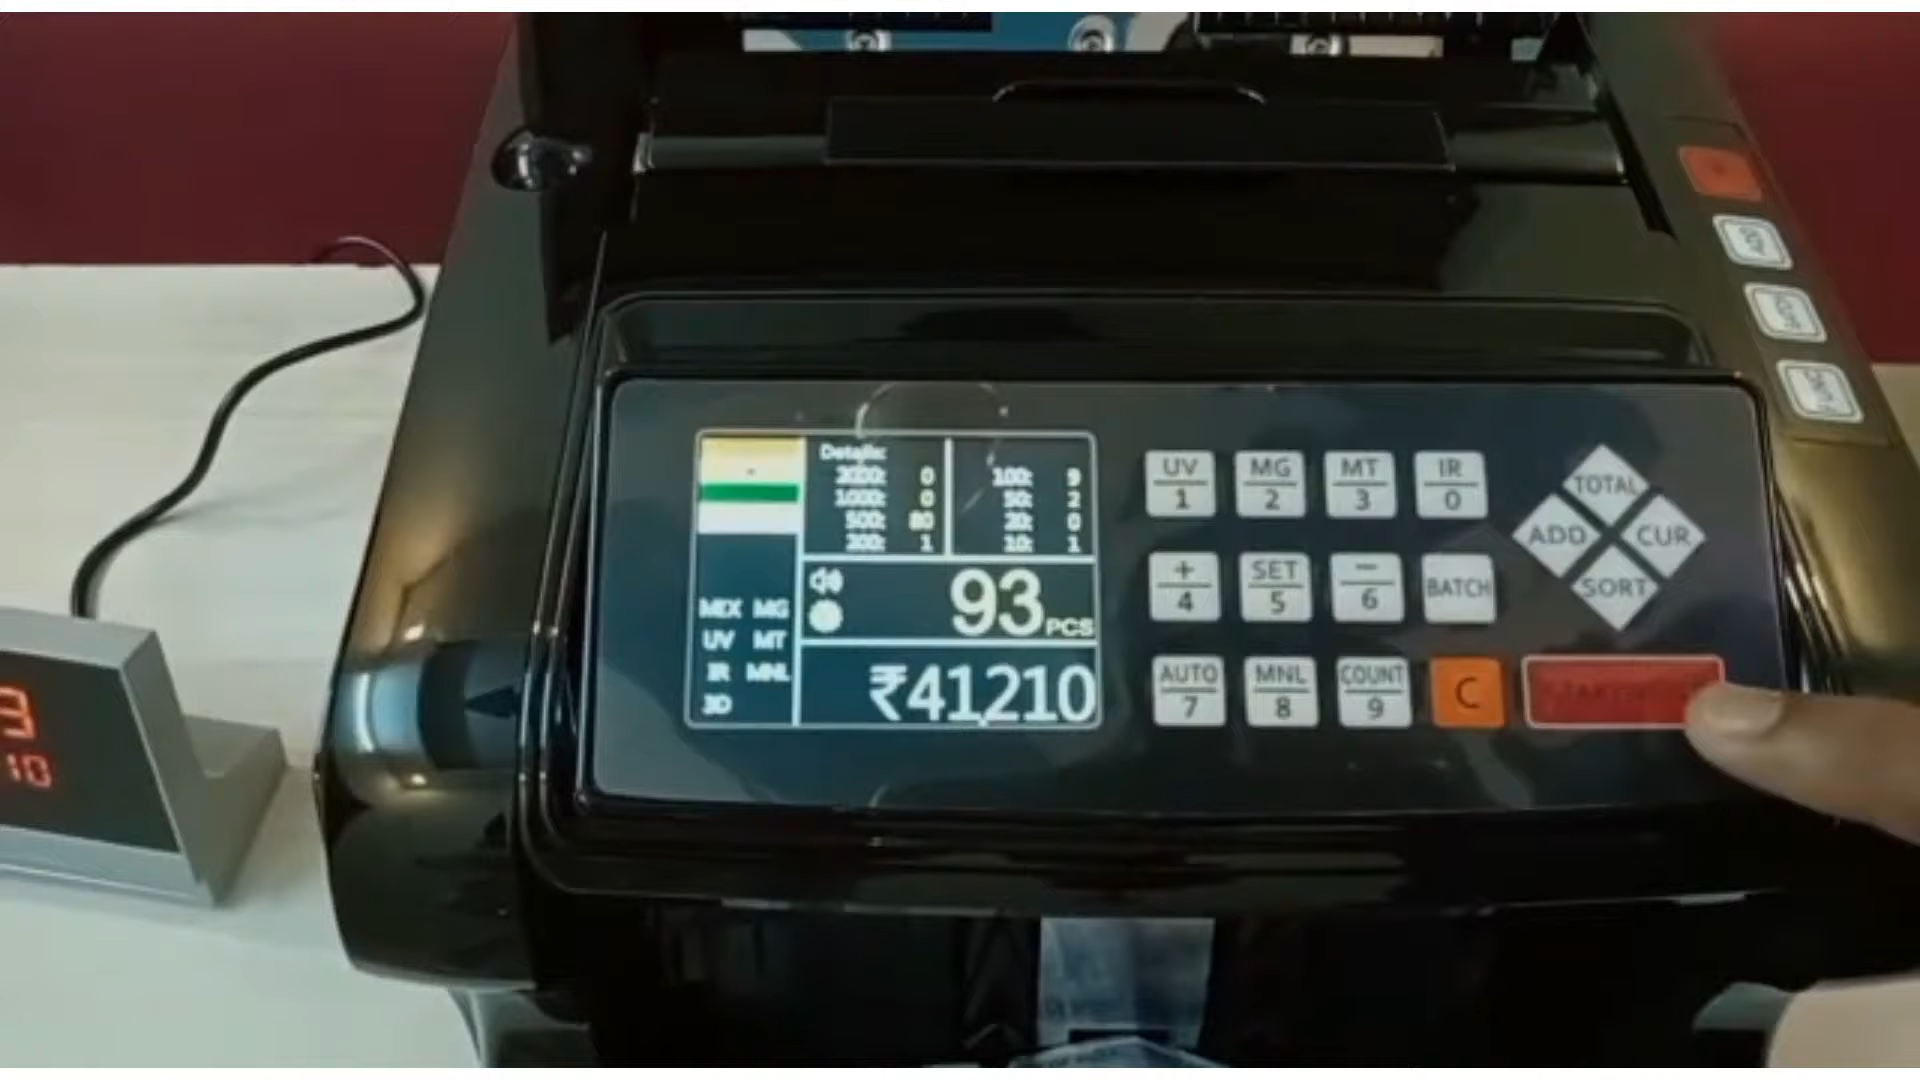 Details:
2000: 0 100: 9
1000: 0 50: 2
500: 80 20: 0
200: 1 10: 1
93 PCS
MIX MG
UV MT
IR MNL
3D
₹41210
UV 1 MG 2 MT 3 IR 0
+ 4 SET 5 − 6 BATCH
AUTO 7 MNL 8 COUNT 9 C
TOTAL
ADD CUR
SORT
3
10